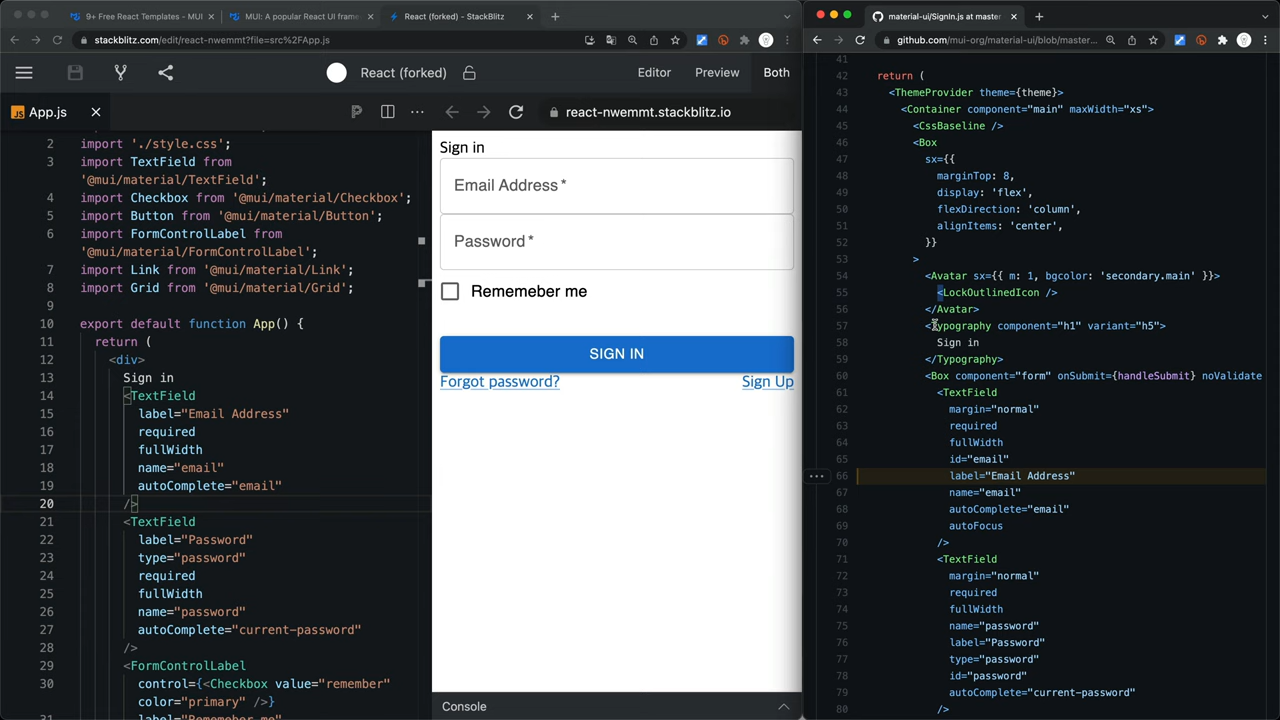 9+ Free React Templates - MUI
MUI: A popular React UI frame
React (forked) - StackBlitz
stackblitz.com/edit/react-nwemmt?file=src%2FApp.js
React (forked)
Editor
Preview
Both
JS
App.js
react-nwemmt.stackblitz.io
2 import './style.css';
3 import TextField from
'@mui/material/TextField';
4 import Checkbox from '@mui/material/Checkbox';
5 import Button from '@mui/material/Button';
6 import FormControlLabel from
'@mui/material/FormControlLabel';
7 import Link from '@mui/material/Link';
8 import Grid from '@mui/material/Grid';
9
10 export default function App() {
11 return (
12 <div>
13 Sign in
14 <TextField
15 label="Email Address"
16 required
17 fullWidth
18 name="email"
19 autoComplete="email"
20 />
21 <TextField
22 label="Password"
23 type="password"
24 required
25 fullWidth
26 name="password"
27 autoComplete="current-password"
28 />
29 <FormControlLabel
30 control={<Checkbox value="remember"
color="primary" />}
31 label="Rememeber me"
Sign in
Email Address *
Password *
Rememeber me
SIGN IN
Forgot password?
Sign Up
Console
material-ui/SignIn.js at master
github.com/mui-org/material-ui/blob/master...
41
42 return (
43 <ThemeProvider theme={theme}>
44 <Container component="main" maxWidth="xs">
45 <CssBaseline />
46 <Box
47 sx={{
48 marginTop: 8,
49 display: 'flex',
50 flexDirection: 'column',
51 alignItems: 'center',
52 }}
53 >
54 <Avatar sx={{ m: 1, bgcolor: 'secondary.main' }}>
55 <LockOutlinedIcon />
56 </Avatar>
57 <Typography component="h1" variant="h5">
58 Sign in
59 </Typography>
60 <Box component="form" onSubmit={handleSubmit} noValidate
61 <TextField
62 margin="normal"
63 required
64 fullWidth
65 id="email"
66 label="Email Address"
67 name="email"
68 autoComplete="email"
69 autoFocus
70 />
71 <TextField
72 margin="normal"
73 required
74 fullWidth
75 name="password"
76 label="Password"
77 type="password"
78 id="password"
79 autoComplete="current-password"
80 />